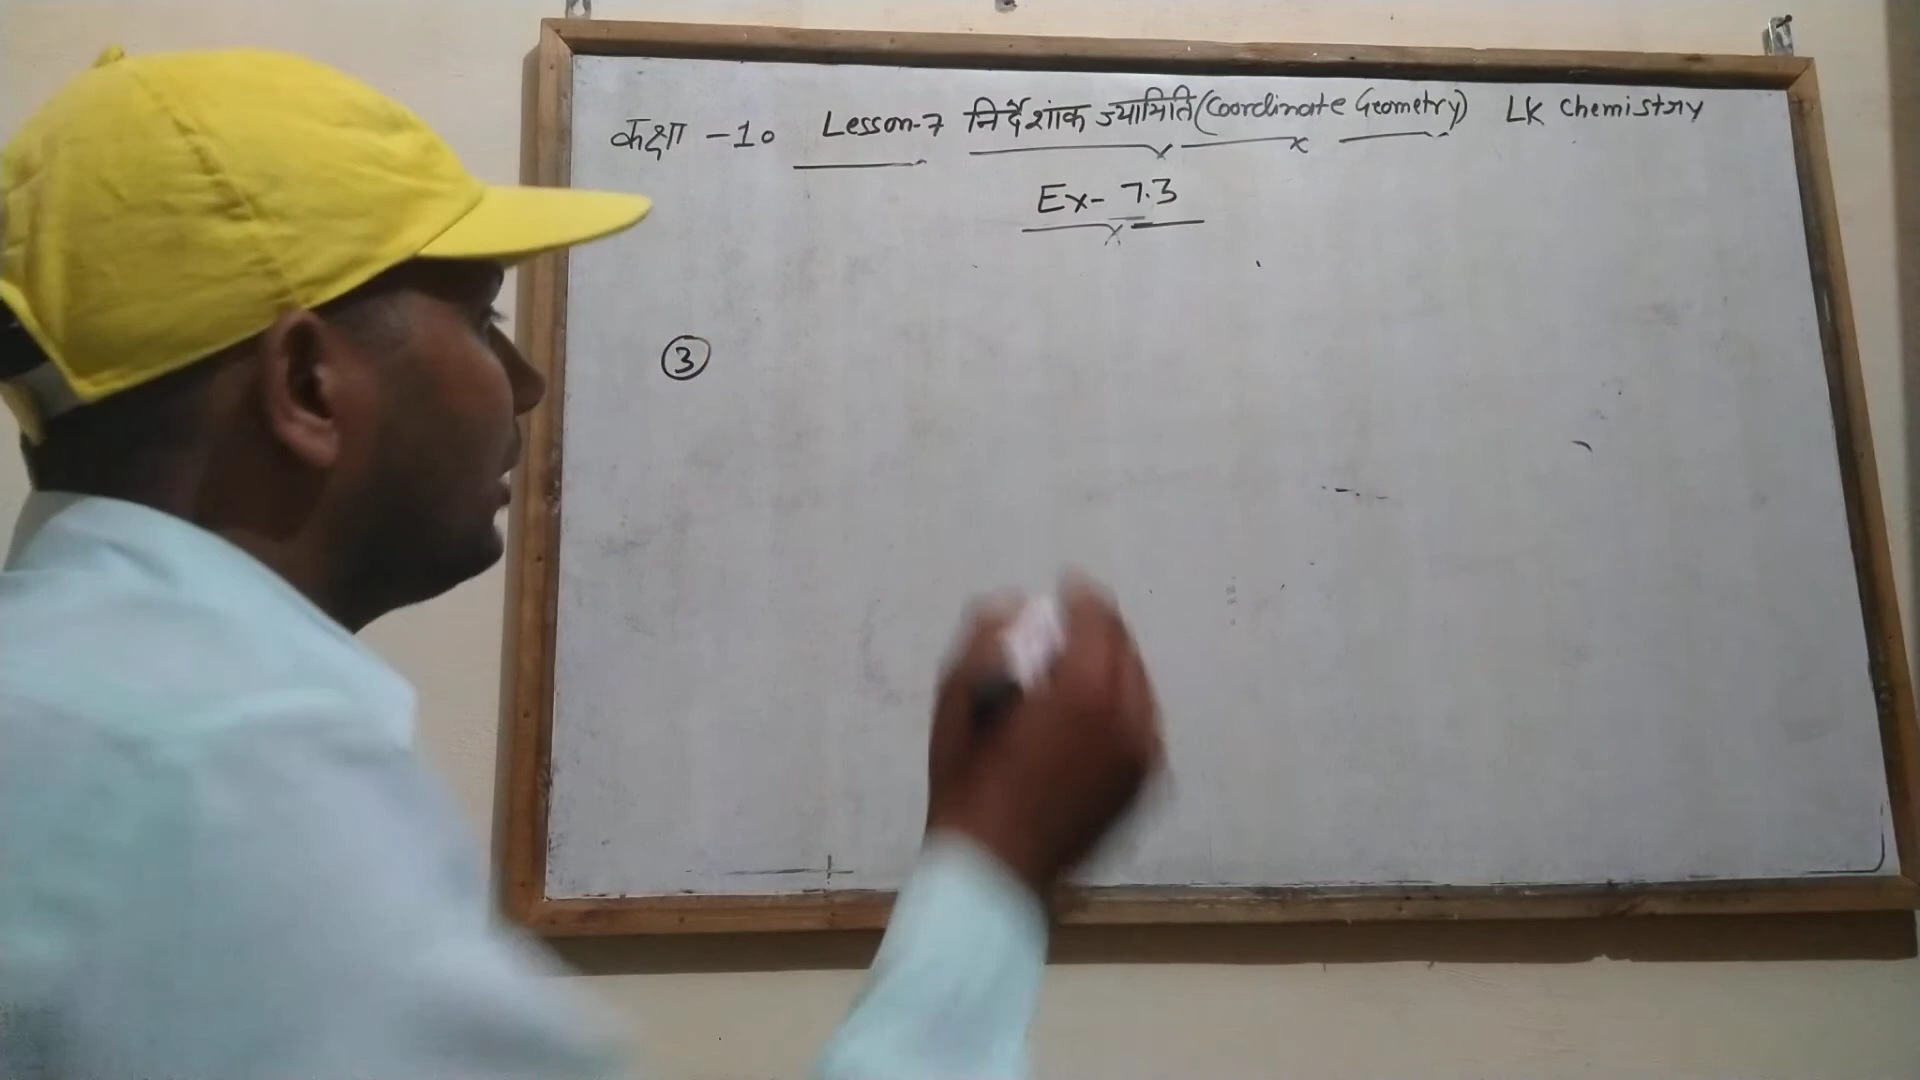 कक्षा -10 Lesson-7 निर्देशांक ज्यामिति (Coordinate Geometry) LK Chemistry
Ex- 7.3
3